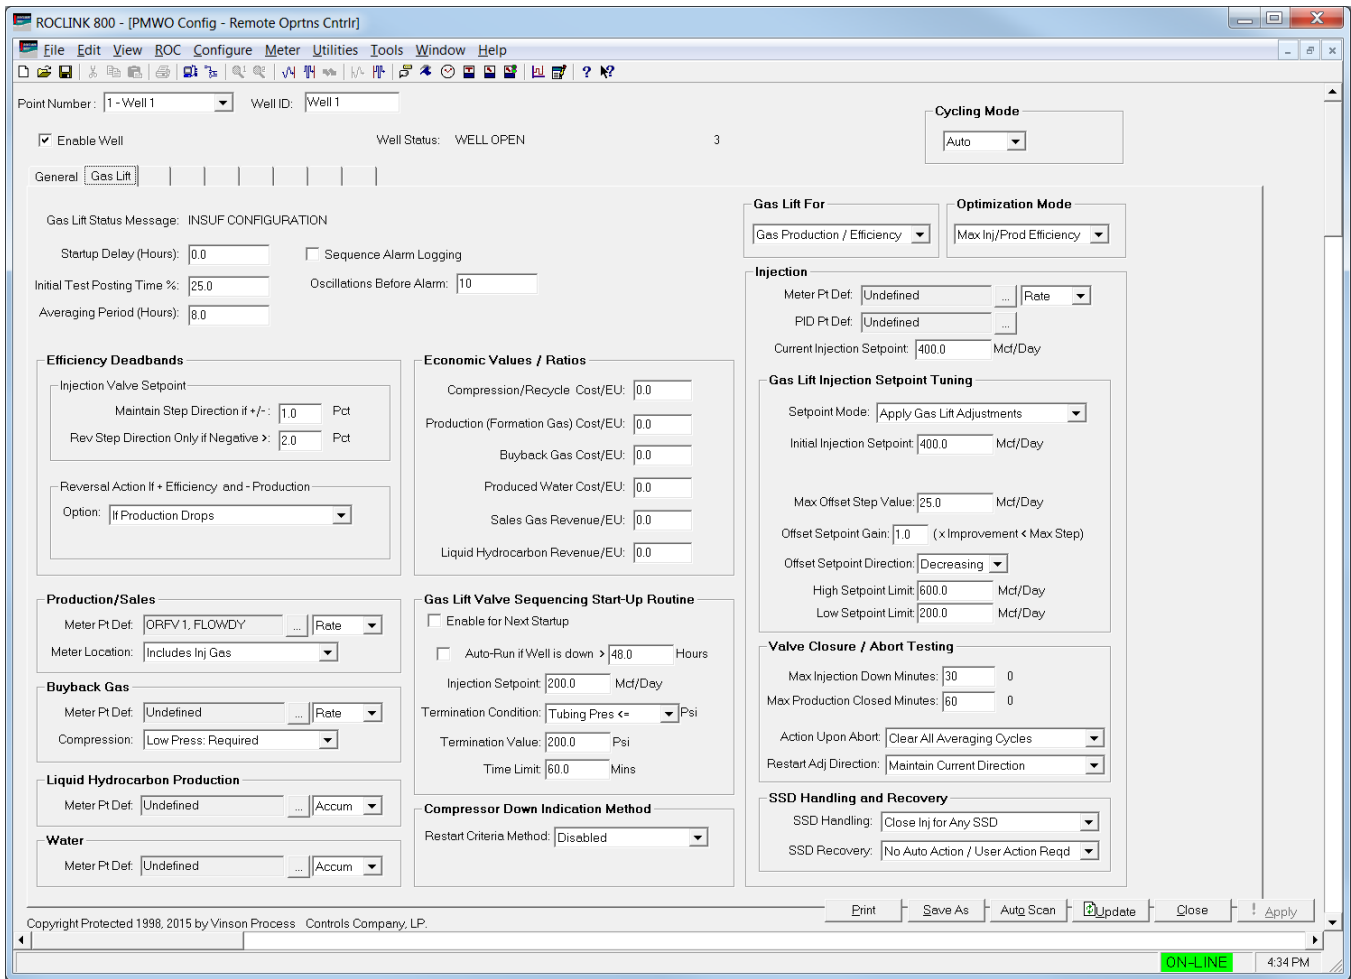 ROCLINK 800 - [PMWO Config - Remote Oprtns Cntrlr]
File Edit View ROC Configure Meter Utilities Tools Window Help
Point Number: 1 - Well 1 Well ID: Well 1
Cycling Mode
Enable Well Well Status: WELL OPEN 3
Auto
General Gas Lift
Gas Lift For Optimization Mode
Gas Lift Status Message: INSUF CONFIGURATION
Gas Production / Efficiency Max Inj/Prod Efficiency
Startup Delay (Hours): 0.0 Sequence Alarm Logging
Initial Test Posting Time %: 25.0 Oscillations Before Alarm: 10
Averaging Period (Hours): 8.0
Injection
Meter Pt Def: Undefined ... Rate
PID Pt Def: Undefined ...
Current Injection Setpoint: 400.0 Mcf/Day
Efficiency Deadbands
Injection Valve Setpoint
Maintain Step Direction if +/-: 1.0 Pct
Rev Step Direction Only if Negative >: 2.0 Pct
Reversal Action If + Efficiency and - Production
Option: If Production Drops
Economic Values / Ratios
Compression/Recycle Cost/EU: 0.0
Production (Formation Gas) Cost/EU: 0.0
Buyback Gas Cost/EU: 0.0
Produced Water Cost/EU: 0.0
Sales Gas Revenue/EU: 0.0
Liquid Hydrocarbon Revenue/EU: 0.0
Gas Lift Injection Setpoint Tuning
Setpoint Mode: Apply Gas Lift Adjustments
Initial Injection Setpoint: 400.0 Mcf/Day
Max Offset Step Value: 25.0 Mcf/Day
Offset Setpoint Gain: 1.0 (x Improvement < Max Step)
Offset Setpoint Direction: Decreasing
High Setpoint Limit: 600.0 Mcf/Day
Low Setpoint Limit: 200.0 Mcf/Day
Production/Sales
Meter Pt Def: ORFV 1, FLOWDY ... Rate
Meter Location: Includes Inj Gas
Buyback Gas
Meter Pt Def: Undefined ... Rate
Compression: Low Press: Required
Liquid Hydrocarbon Production
Meter Pt Def: Undefined ... Accum
Water
Meter Pt Def: Undefined ... Accum
Gas Lift Valve Sequencing Start-Up Routine
Enable for Next Startup
Auto-Run if Well is down > 48.0 Hours
Injection Setpoint: 200.0 Mcf/Day
Termination Condition: Tubing Pres <= Psi
Termination Value: 200.0 Psi
Time Limit: 60.0 Mins
Compressor Down Indication Method
Restart Criteria Method: Disabled
Valve Closure / Abort Testing
Max Injection Down Minutes: 30 0
Max Production Closed Minutes: 60 0
Action Upon Abort: Clear All Averaging Cycles
Restart Adj Direction: Maintain Current Direction
SSD Handling and Recovery
SSD Handling: Close Inj for Any SSD
SSD Recovery: No Auto Action / User Action Reqd
Print Save As Auto Scan Update Close ! Apply
Copyright Protected 1998, 2015 by Vinson Process Controls Company, LP.
ON-LINE 4:34 PM